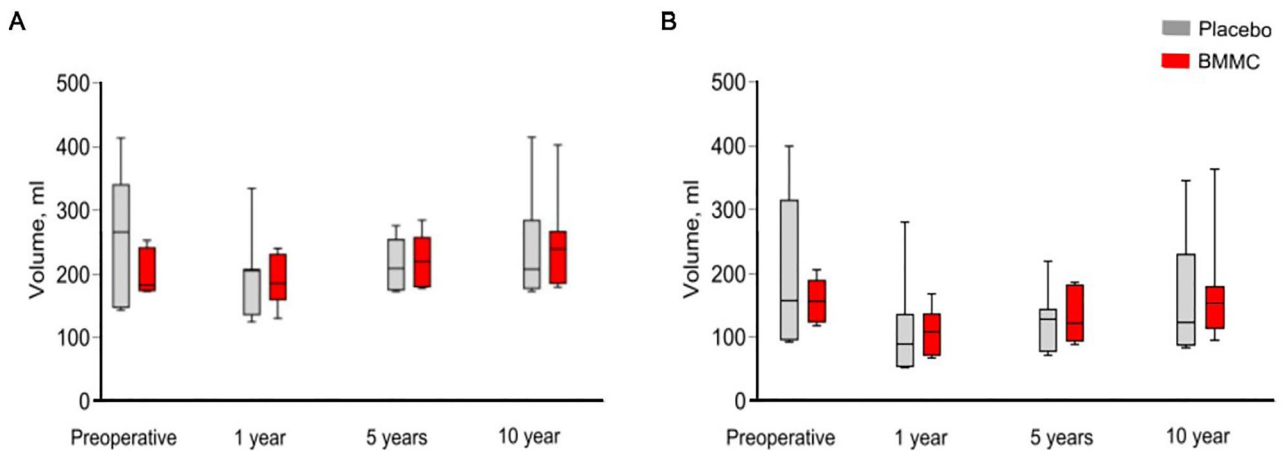 A
Volume, ml
500
400
300
200
100
0
Preoperative
1 year
5 years
10 year
B
Placebo
BMMC
Volume, ml
500
400
300
200
100
0
Preoperative
1 year
5 years
10 year